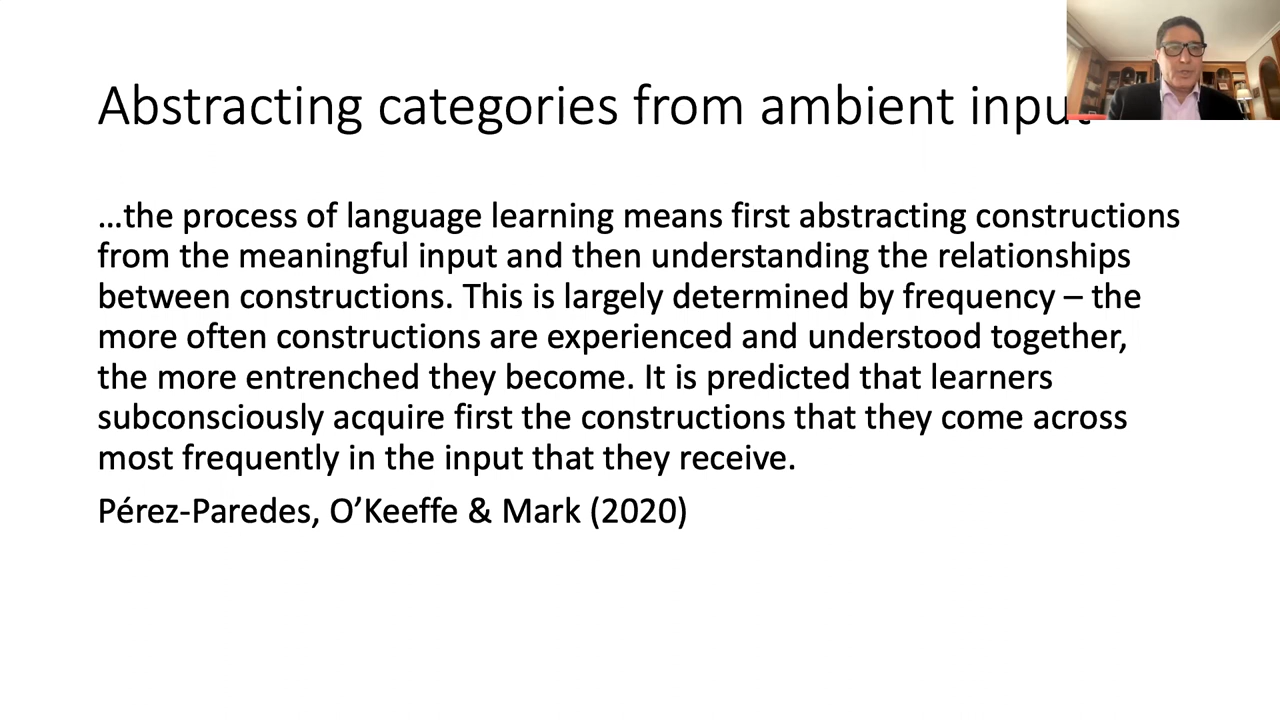 Abstracting categories from ambient input
…the process of language learning means first abstracting constructions
from the meaningful input and then understanding the relationships
between constructions. This is largely determined by frequency – the
more often constructions are experienced and understood together,
the more entrenched they become. It is predicted that learners
subconsciously acquire first the constructions that they come across
most frequently in the input that they receive.
Pérez-Paredes, O’Keeffe & Mark (2020)